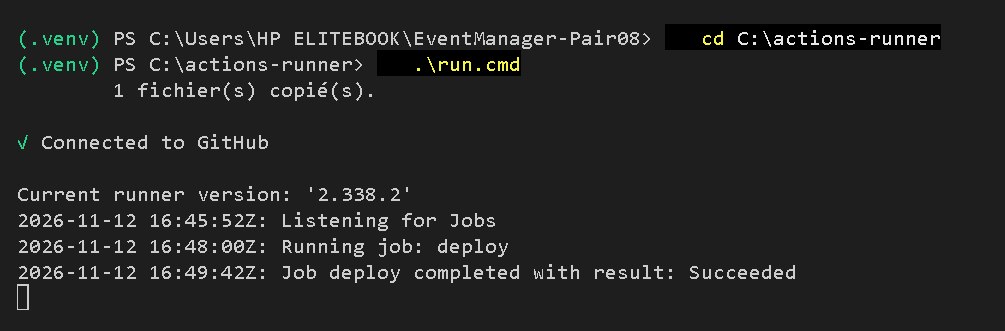 (.venv) PS C:\Users\HP ELITEBOOK\EventManager-Pair08> cd C:\actions-runner
(.venv) PS C:\actions-runner> .\run.cmd
1 fichier(s) copié(s).
√ Connected to GitHub
Current runner version: '2.338.2'
2026-11-12 16:45:52Z: Listening for Jobs
2026-11-12 16:48:00Z: Running job: deploy
2026-11-12 16:49:42Z: Job deploy completed with result: Succeeded